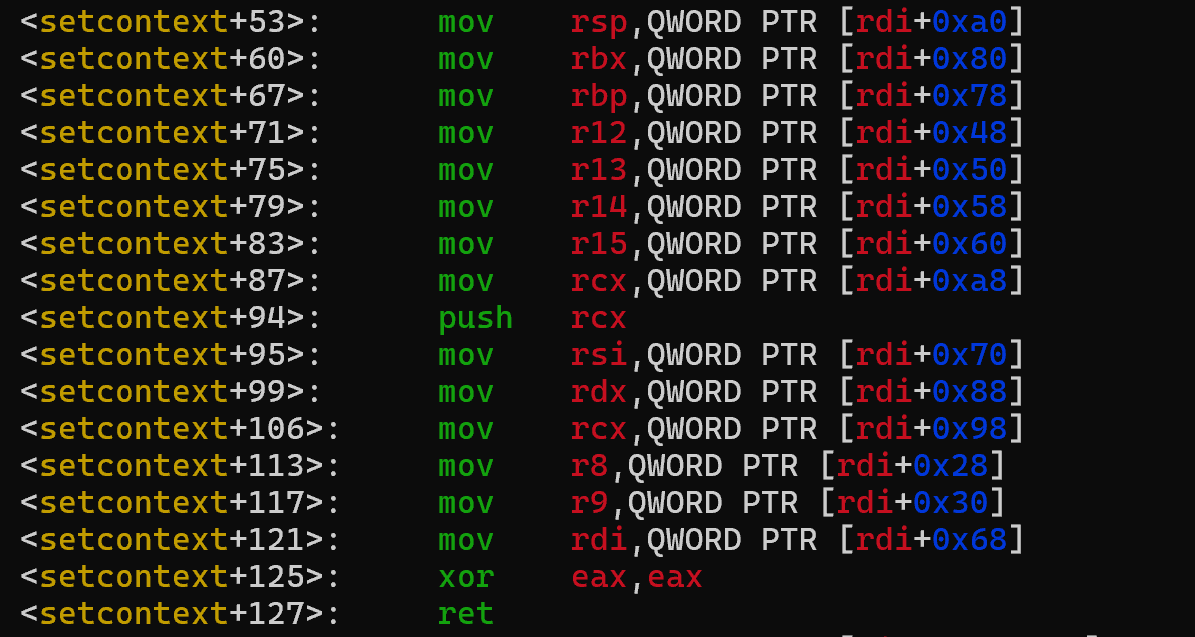 <setcontext+53>: mov rsp,QWORD PTR [rdi+0xa0]
<setcontext+60>: mov rbx,QWORD PTR [rdi+0x80]
<setcontext+67>: mov rbp,QWORD PTR [rdi+0x78]
<setcontext+71>: mov r12,QWORD PTR [rdi+0x48]
<setcontext+75>: mov r13,QWORD PTR [rdi+0x50]
<setcontext+79>: mov r14,QWORD PTR [rdi+0x58]
<setcontext+83>: mov r15,QWORD PTR [rdi+0x60]
<setcontext+87>: mov rcx,QWORD PTR [rdi+0xa8]
<setcontext+94>: push rcx
<setcontext+95>: mov rsi,QWORD PTR [rdi+0x70]
<setcontext+99>: mov rdx,QWORD PTR [rdi+0x88]
<setcontext+106>: mov rcx,QWORD PTR [rdi+0x98]
<setcontext+113>: mov r8,QWORD PTR [rdi+0x28]
<setcontext+117>: mov r9,QWORD PTR [rdi+0x30]
<setcontext+121>: mov rdi,QWORD PTR [rdi+0x68]
<setcontext+125>: xor eax,eax
<setcontext+127>: ret